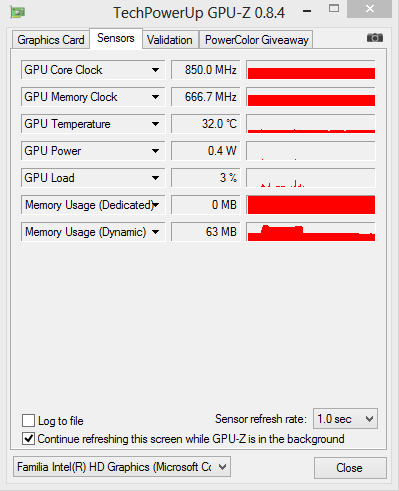 TechPowerUp GPU-Z 0.8.4
Graphics Card Sensors Validation PowerColor Giveaway
GPU Core Clock 850.0 MHz
GPU Memory Clock 666.7 MHz
GPU Temperature 32.0 °C
GPU Power 0.4 W
GPU Load 3 %
Memory Usage (Dedicated) 0 MB
Memory Usage (Dynamic) 63 MB
Log to file Sensor refresh rate: 1.0 sec
Continue refreshing this screen while GPU-Z is in the background
Familia Intel(R) HD Graphics (Microsoft Co Close